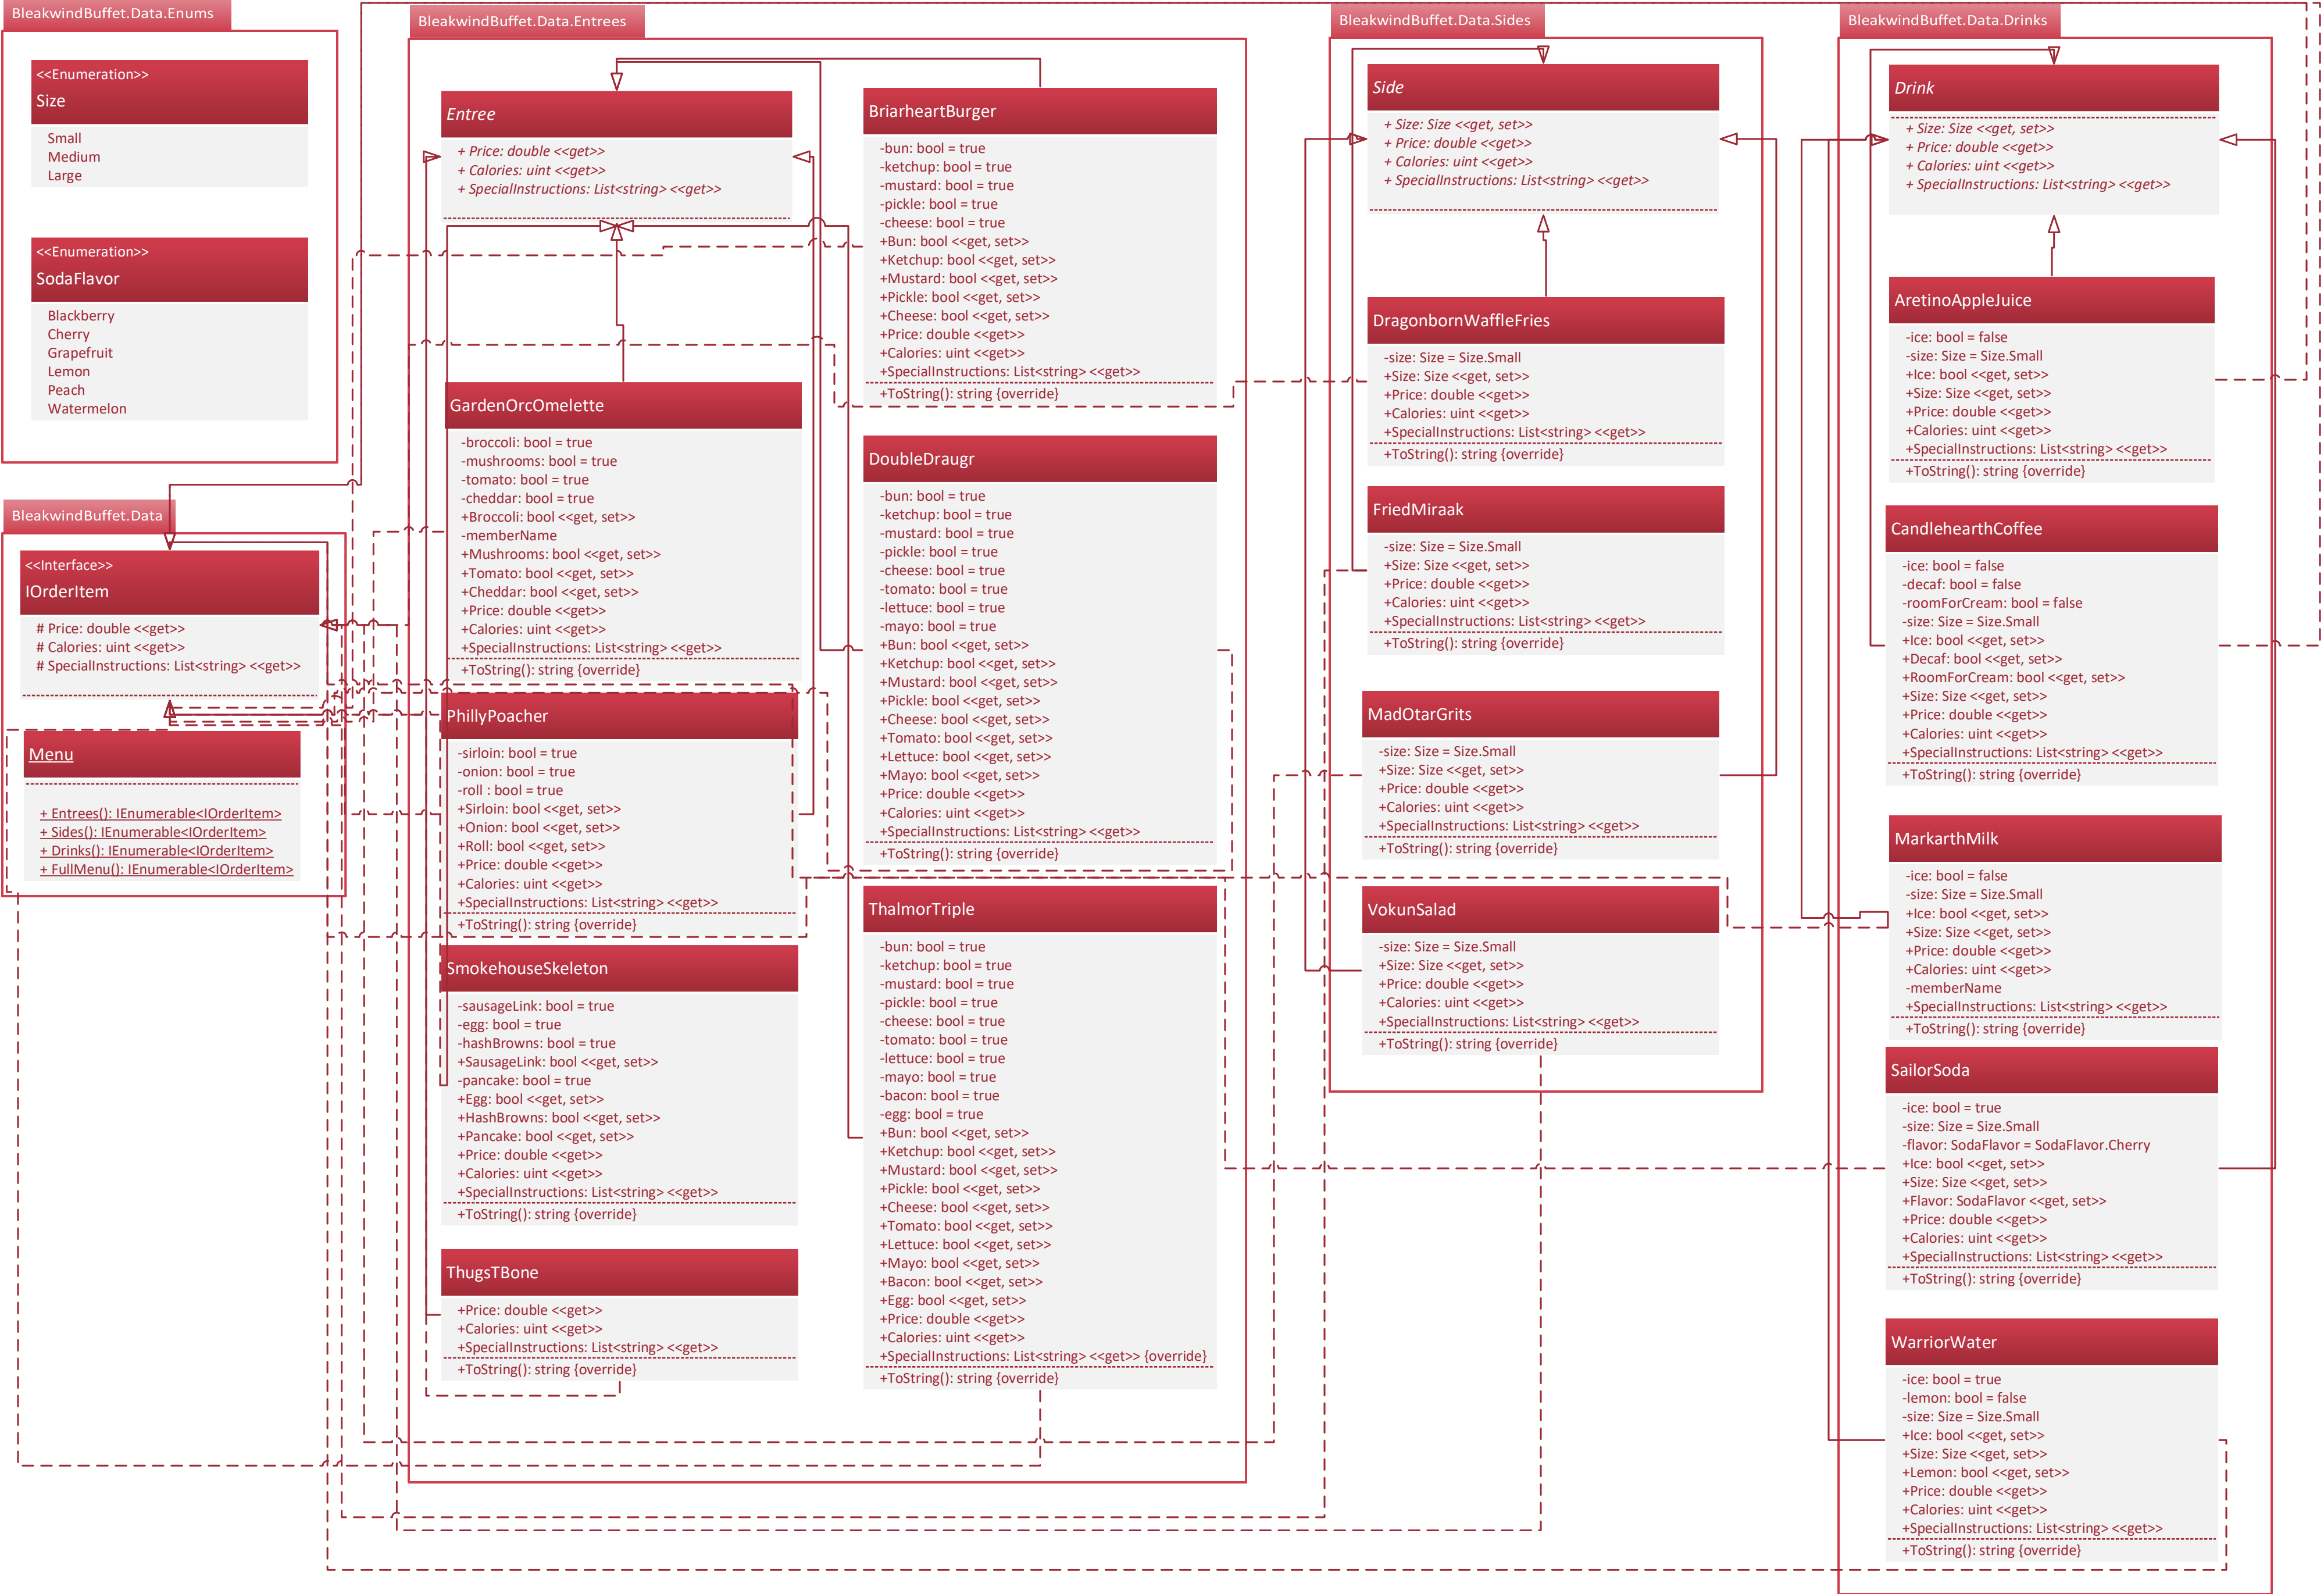 BleakwindBuffet.Data.Enums
<<Enumeration>>
Size
Small
Medium
Large
<<Enumeration>>
SodaFlavor
Blackberry
Cherry
Grapefruit
Lemon
Peach
Watermelon
BleakwindBuffet.Data
<<Interface>>
IOrderItem
# Price: double <<get>>
# Calories: uint <<get>>
# SpecialInstructions: List<string> <<get>>
Menu
+ Entrees(): IEnumerable<IOrderItem>
+ Sides(): IEnumerable<IOrderItem>
+ Drinks(): IEnumerable<IOrderItem>
+ FullMenu(): IEnumerable<IOrderItem>
BleakwindBuffet.Data.Entrees
Entree
+ Price: double <<get>>
+ Calories: uint <<get>>
+ SpecialInstructions: List<string> <<get>>
GardenOrcOmelette
-broccoli: bool = true
-mushrooms: bool = true
-tomato: bool = true
-cheddar: bool = true
+Broccoli: bool <<get, set>>
-memberName
+Mushrooms: bool <<get, set>>
+Tomato: bool <<get, set>>
+Cheddar: bool <<get, set>>
+Price: double <<get>>
+Calories: uint <<get>>
+SpecialInstructions: List<string> <<get>>
+ToString(): string {override}
PhillyPoacher
-sirloin: bool = true
-onion: bool = true
-roll : bool = true
+Sirloin: bool <<get, set>>
+Onion: bool <<get, set>>
+Roll: bool <<get, set>>
+Price: double <<get>>
+Calories: uint <<get>>
+SpecialInstructions: List<string> <<get>>
+ToString(): string {override}
SmokehouseSkeleton
-sausageLink: bool = true
-egg: bool = true
-hashBrowns: bool = true
+SausageLink: bool <<get, set>>
-pancake: bool = true
+Egg: bool <<get, set>>
+HashBrowns: bool <<get, set>>
+Pancake: bool <<get, set>>
+Price: double <<get>>
+Calories: uint <<get>>
+SpecialInstructions: List<string> <<get>>
+ToString(): string {override}
ThugsTBone
+Price: double <<get>>
+Calories: uint <<get>>
+SpecialInstructions: List<string> <<get>>
+ToString(): string {override}
BriarheartBurger
-bun: bool = true
-ketchup: bool = true
-mustard: bool = true
-pickle: bool = true
-cheese: bool = true
+Bun: bool <<get, set>>
+Ketchup: bool <<get, set>>
+Mustard: bool <<get, set>>
+Pickle: bool <<get, set>>
+Cheese: bool <<get, set>>
+Price: double <<get>>
+Calories: uint <<get>>
+SpecialInstructions: List<string> <<get>>
+ToString(): string {override}
DoubleDraugr
-bun: bool = true
-ketchup: bool = true
-mustard: bool = true
-pickle: bool = true
-cheese: bool = true
-tomato: bool = true
-lettuce: bool = true
-mayo: bool = true
+Bun: bool <<get, set>>
+Ketchup: bool <<get, set>>
+Mustard: bool <<get, set>>
+Pickle: bool <<get, set>>
+Cheese: bool <<get, set>>
+Tomato: bool <<get, set>>
+Lettuce: bool <<get, set>>
+Mayo: bool <<get, set>>
+Price: double <<get>>
+Calories: uint <<get>>
+SpecialInstructions: List<string> <<get>>
+ToString(): string {override}
ThalmorTriple
-bun: bool = true
-ketchup: bool = true
-mustard: bool = true
-pickle: bool = true
-cheese: bool = true
-tomato: bool = true
-lettuce: bool = true
-mayo: bool = true
-bacon: bool = true
-egg: bool = true
+Bun: bool <<get, set>>
+Ketchup: bool <<get, set>>
+Mustard: bool <<get, set>>
+Pickle: bool <<get, set>>
+Cheese: bool <<get, set>>
+Tomato: bool <<get, set>>
+Lettuce: bool <<get, set>>
+Mayo: bool <<get, set>>
+Bacon: bool <<get, set>>
+Egg: bool <<get, set>>
+Price: double <<get>>
+Calories: uint <<get>>
+SpecialInstructions: List<string> <<get>> {override}
+ToString(): string {override}
BleakwindBuffet.Data.Sides
Side
+ Size: Size <<get, set>>
+ Price: double <<get>>
+ Calories: uint <<get>>
+ SpecialInstructions: List<string> <<get>>
DragonbornWaffleFries
-size: Size = Size.Small
+Size: Size <<get, set>>
+Price: double <<get>>
+Calories: uint <<get>>
+SpecialInstructions: List<string> <<get>>
+ToString(): string {override}
FriedMiraak
-size: Size = Size.Small
+Size: Size <<get, set>>
+Price: double <<get>>
+Calories: uint <<get>>
+SpecialInstructions: List<string> <<get>>
+ToString(): string {override}
MadOtarGrits
-size: Size = Size.Small
+Size: Size <<get, set>>
+Price: double <<get>>
+Calories: uint <<get>>
+SpecialInstructions: List<string> <<get>>
+ToString(): string {override}
VokunSalad
-size: Size = Size.Small
+Size: Size <<get, set>>
+Price: double <<get>>
+Calories: uint <<get>>
+SpecialInstructions: List<string> <<get>>
+ToString(): string {override}
BleakwindBuffet.Data.Drinks
Drink
+ Size: Size <<get, set>>
+ Price: double <<get>>
+ Calories: uint <<get>>
+ SpecialInstructions: List<string> <<get>>
AretinoAppleJuice
-ice: bool = false
-size: Size = Size.Small
+Ice: bool <<get, set>>
+Size: Size <<get, set>>
+Price: double <<get>>
+Calories: uint <<get>>
+SpecialInstructions: List<string> <<get>>
+ToString(): string {override}
CandlehearthCoffee
-ice: bool = false
-decaf: bool = false
-roomForCream: bool = false
-size: Size = Size.Small
+Ice: bool <<get, set>>
+Decaf: bool <<get, set>>
+RoomForCream: bool <<get, set>>
+Size: Size <<get, set>>
+Price: double <<get>>
+Calories: uint <<get>>
+SpecialInstructions: List<string> <<get>>
+ToString(): string {override}
MarkarthMilk
-ice: bool = false
-size: Size = Size.Small
+Ice: bool <<get, set>>
+Size: Size <<get, set>>
+Price: double <<get>>
+Calories: uint <<get>>
-memberName
+SpecialInstructions: List<string> <<get>>
+ToString(): string {override}
SailorSoda
-ice: bool = true
-size: Size = Size.Small
-flavor: SodaFlavor = SodaFlavor.Cherry
+Ice: bool <<get, set>>
+Size: Size <<get, set>>
+Flavor: SodaFlavor <<get, set>>
+Price: double <<get>>
+Calories: uint <<get>>
+SpecialInstructions: List<string> <<get>>
+ToString(): string {override}
WarriorWater
-ice: bool = true
-lemon: bool = false
-size: Size = Size.Small
+Ice: bool <<get, set>>
+Size: Size <<get, set>>
+Lemon: bool <<get, set>>
+Price: double <<get>>
+Calories: uint <<get>>
+SpecialInstructions: List<string> <<get>>
+ToString(): string {override}